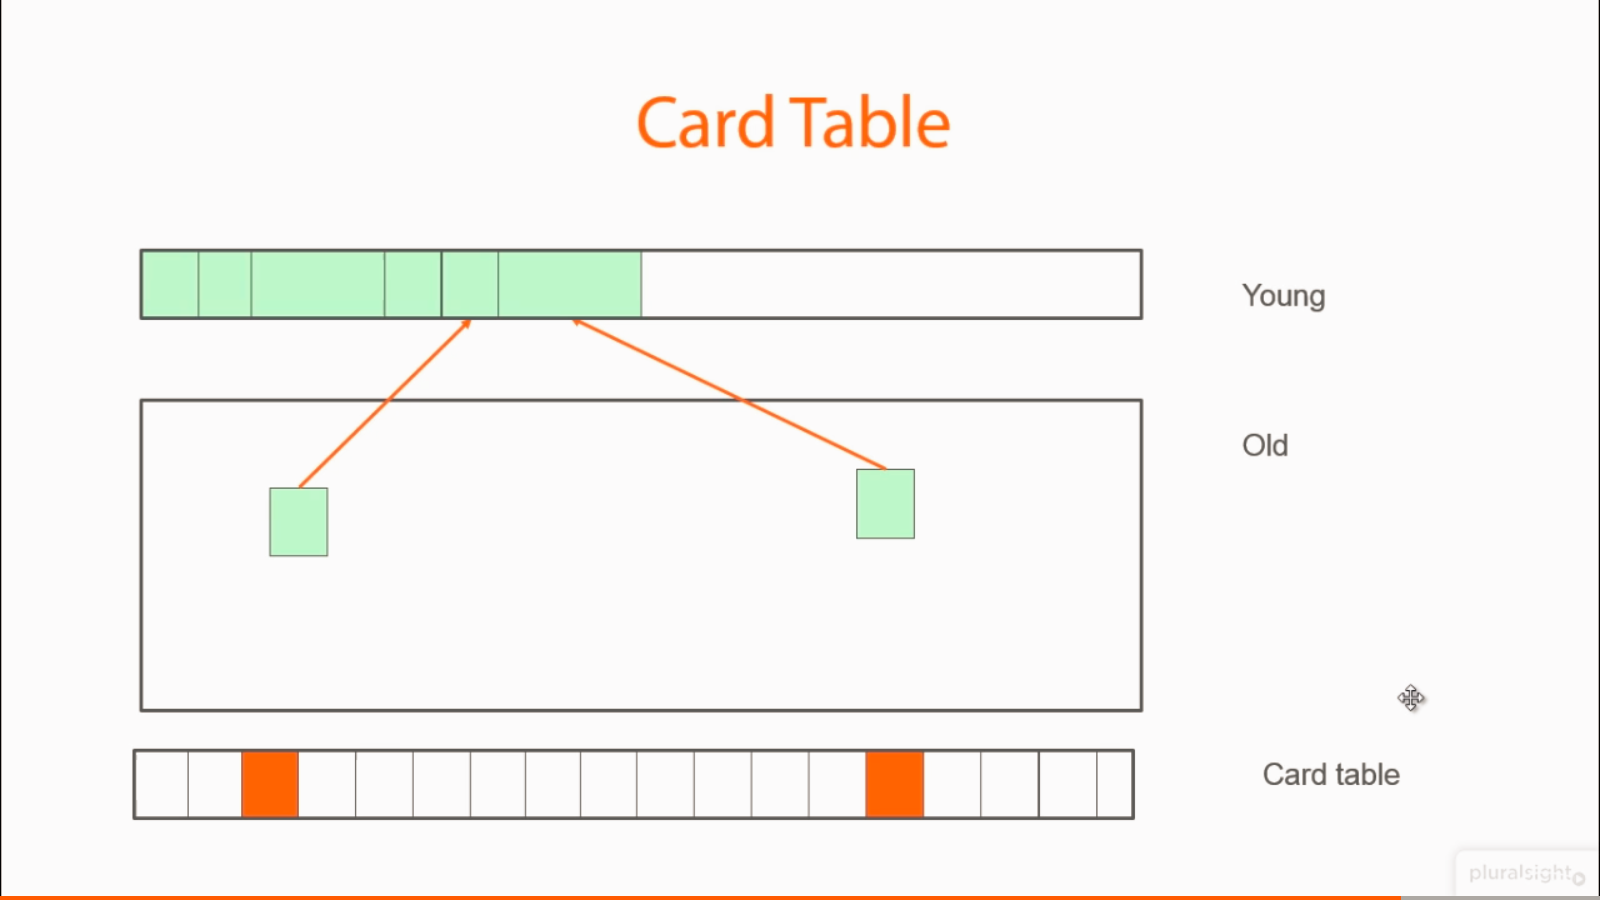 Card Table
Young
Old
Card table
pluralsight